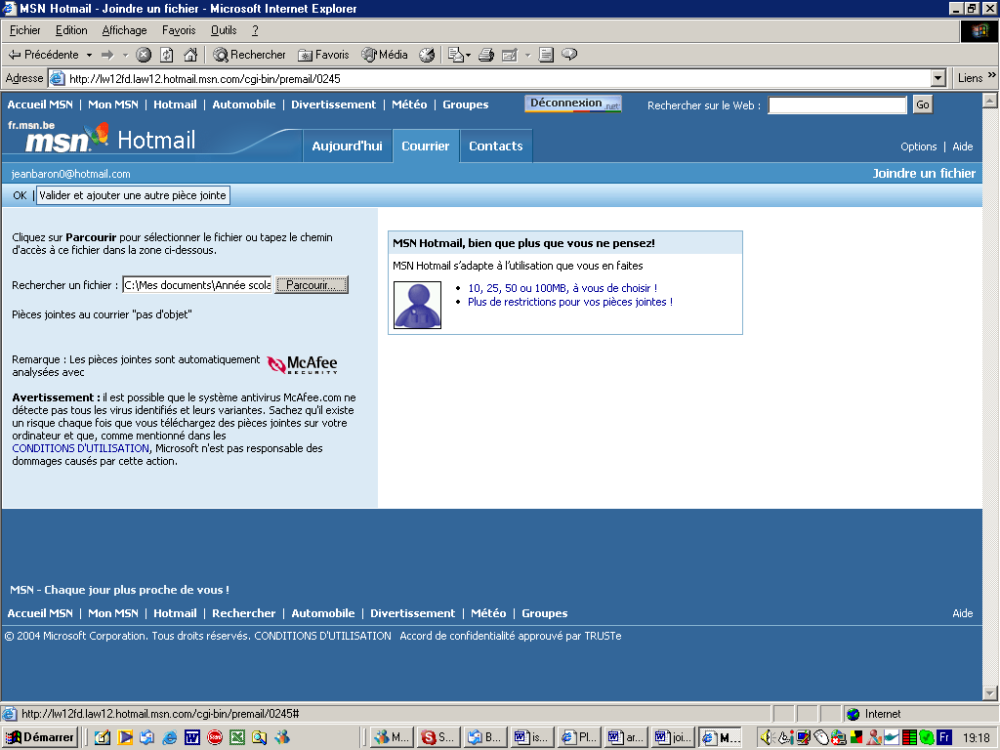 MSN Hotmail - Joindre un fichier - Microsoft Internet Explorer
Fichier Edition Affichage Favoris Outils ?
Précédente Rechercher Favoris Média
Adresse http://lw12fd.law12.hotmail.msn.com/cgi-bin/premail/0245 Liens »
Accueil MSN | Mon MSN | Hotmail | Automobile | Divertissement | Météo | Groupes Déconnexion .net Rechercher sur le Web : Go
fr.msn.be
msn Hotmail Aujourd'hui Courrier Contacts Options | Aide
jeanbaron0@hotmail.com Joindre un fichier
OK | Valider et ajouter une autre pièce jointe
Cliquez sur Parcourir pour sélectionner le fichier ou tapez le chemin
d'accès à ce fichier dans la zone ci-dessous.
Rechercher un fichier : C:\Mes documents\Année scola Parcourir...
Pièces jointes au courrier "pas d'objet"
Remarque : Les pièces jointes sont automatiquement
analysées avec
McAfee
SECURITY
Avertissement : il est possible que le système antivirus McAfee.com ne
détecte pas tous les virus identifiés et leurs variantes. Sachez qu'il existe
un risque chaque fois que vous téléchargez des pièces jointes sur votre
ordinateur et que, comme mentionné dans les
CONDITIONS D'UTILISATION, Microsoft n'est pas responsable des
dommages causés par cette action.
MSN Hotmail, bien que plus que vous ne pensez!
MSN Hotmail s'adapte à l'utilisation que vous en faites
10, 25, 50 ou 100MB, à vous de choisir !
Plus de restrictions pour vos pièces jointes !
MSN - Chaque jour plus proche de vous !
Accueil MSN | Mon MSN | Hotmail | Rechercher | Automobile | Divertissement | Météo | Groupes Aide
© 2004 Microsoft Corporation. Tous droits réservés. CONDITIONS D'UTILISATION Accord de confidentialité approuvé par TRUSTe
http://lw12fd.law12.hotmail.msn.com/cgi-bin/premail/0245# Internet
Démarrer M... S... B... is... Pl... ar... joi... M... Fr 19:18